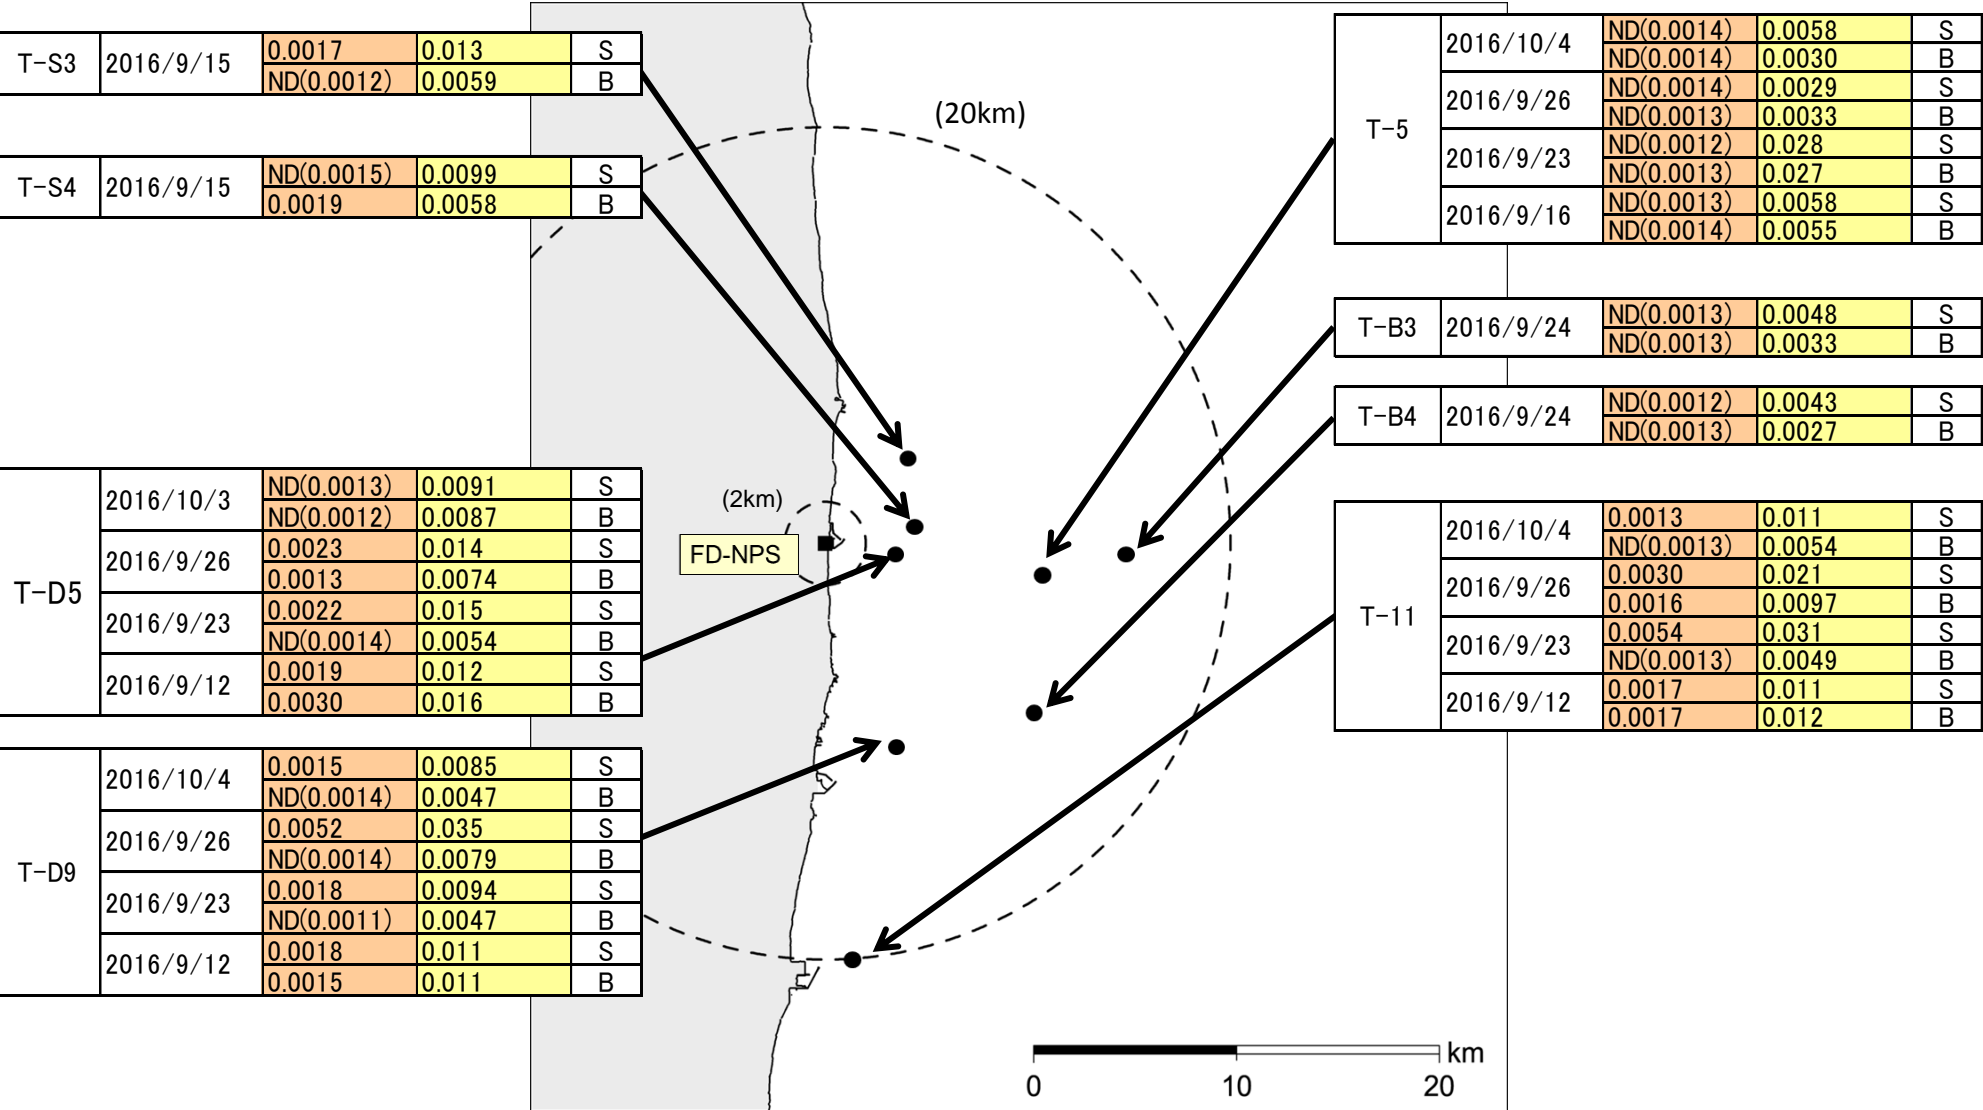 T-S3 2016/9/15 0.0017 0.013 S
ND(0.0012) 0.0059 B
T-S4 2016/9/15 ND(0.0015) 0.0099 S
0.0019 0.0058 B
T-D5 2016/10/3 ND(0.0013) 0.0091 S
ND(0.0012) 0.0087 B
2016/9/26 0.0023 0.014 S
0.0013 0.0074 B
2016/9/23 0.0022 0.015 S
ND(0.0014) 0.0054 B
2016/9/12 0.0019 0.012 S
0.0030 0.016 B
T-D9 2016/10/4 0.0015 0.0085 S
ND(0.0014) 0.0047 B
2016/9/26 0.0052 0.035 S
ND(0.0014) 0.0079 B
2016/9/23 0.0018 0.0094 S
ND(0.0011) 0.0047 B
2016/9/12 0.0018 0.011 S
0.0015 0.011 B
(20km)
(2km)
FD-NPS
T-5 2016/10/4 ND(0.0014) 0.0058 S
ND(0.0014) 0.0030 B
2016/9/26 ND(0.0014) 0.0029 S
ND(0.0013) 0.0033 B
2016/9/23 ND(0.0012) 0.028 S
ND(0.0013) 0.027 B
2016/9/16 ND(0.0013) 0.0058 S
ND(0.0014) 0.0055 B
T-B3 2016/9/24 ND(0.0013) 0.0048 S
ND(0.0013) 0.0033 B
T-B4 2016/9/24 ND(0.0012) 0.0043 S
ND(0.0013) 0.0027 B
T-11 2016/10/4 0.0013 0.011 S
ND(0.0013) 0.0054 B
2016/9/26 0.0030 0.021 S
0.0016 0.0097 B
2016/9/23 0.0054 0.031 S
ND(0.0013) 0.0049 B
2016/9/12 0.0017 0.011 S
0.0017 0.012 B
km
0 10 20